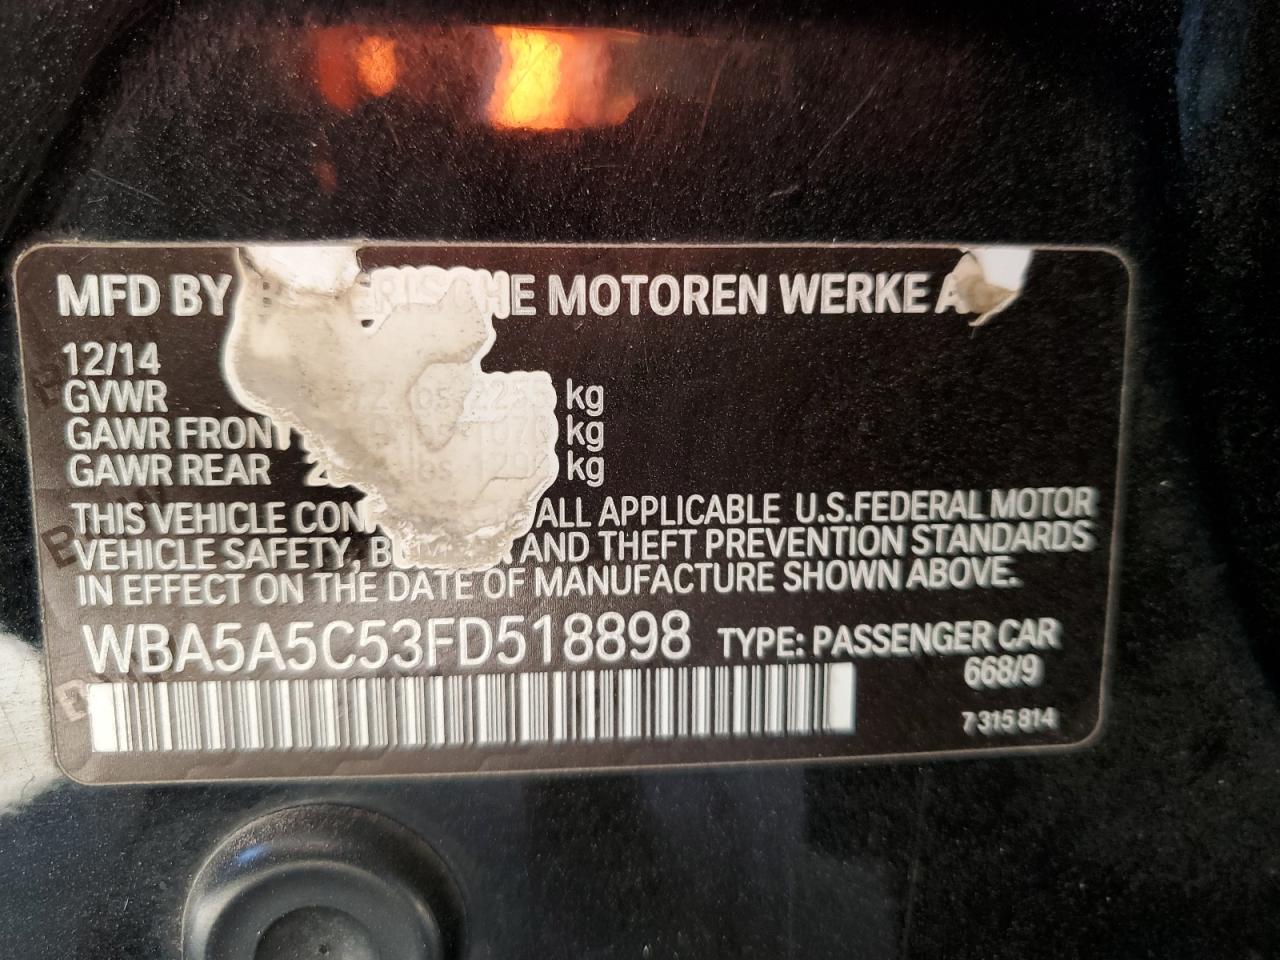 MFD BY BAYERISCHE MOTOREN WERKE
12/14
GVWR 2255 kg
GAWR FRONT kg
GAWR REAR kg
THIS VEHICLE ALL APPLICABLE U.S.FEDERAL MOTOR
VEHICLE SAFETY, AND THEFT PREVENTION STANDARDS
IN EFFECT ON THE DATE OF MANUFACTURE SHOWN ABOVE.
WBA5A5C53FD518898 TYPE: PASSENGER CAR
668/9
7 315 814